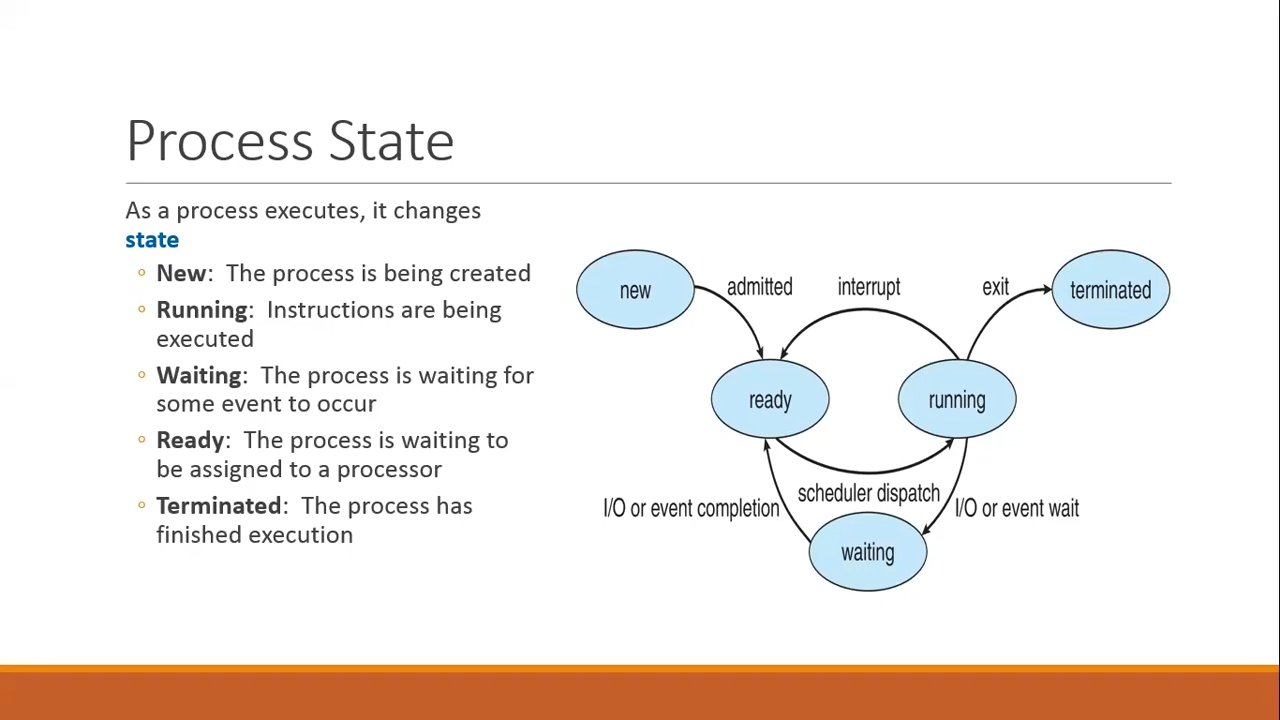 Process State
As a process executes, it changes
state
◦ New:  The process is being created
◦ Running:  Instructions are being
executed
◦ Waiting:  The process is waiting for
some event to occur
◦ Ready:  The process is waiting to
be assigned to a processor
◦ Terminated:  The process has
finished execution
new
admitted
interrupt
exit
terminated
ready
running
I/O or event completion
scheduler dispatch
I/O or event wait
waiting